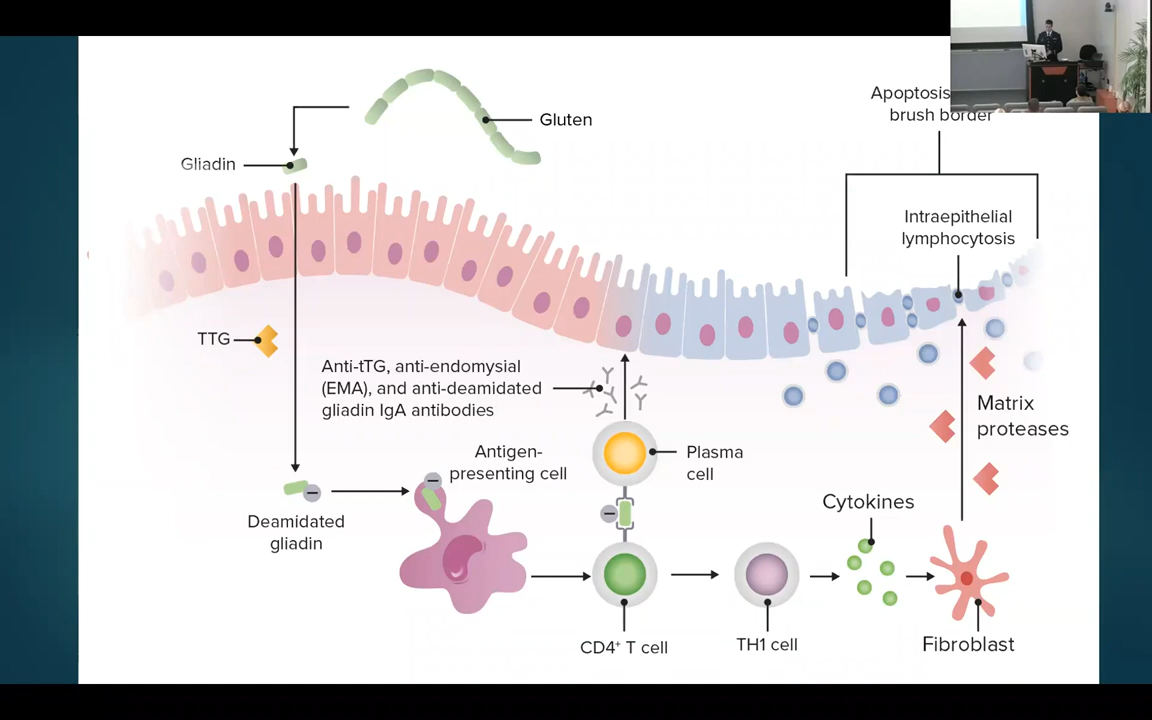 Gluten
Gliadin
Apoptosis
brush border
Intraepithelial
lymphocytosis
TTG
Anti-tTG, anti-endomysial
(EMA), and anti-deamidated
gliadin IgA antibodies
Matrix
proteases
Antigen-
presenting cell
Plasma
cell
Deamidated
gliadin
Cytokines
CD4⁺ T cell
TH1 cell
Fibroblast